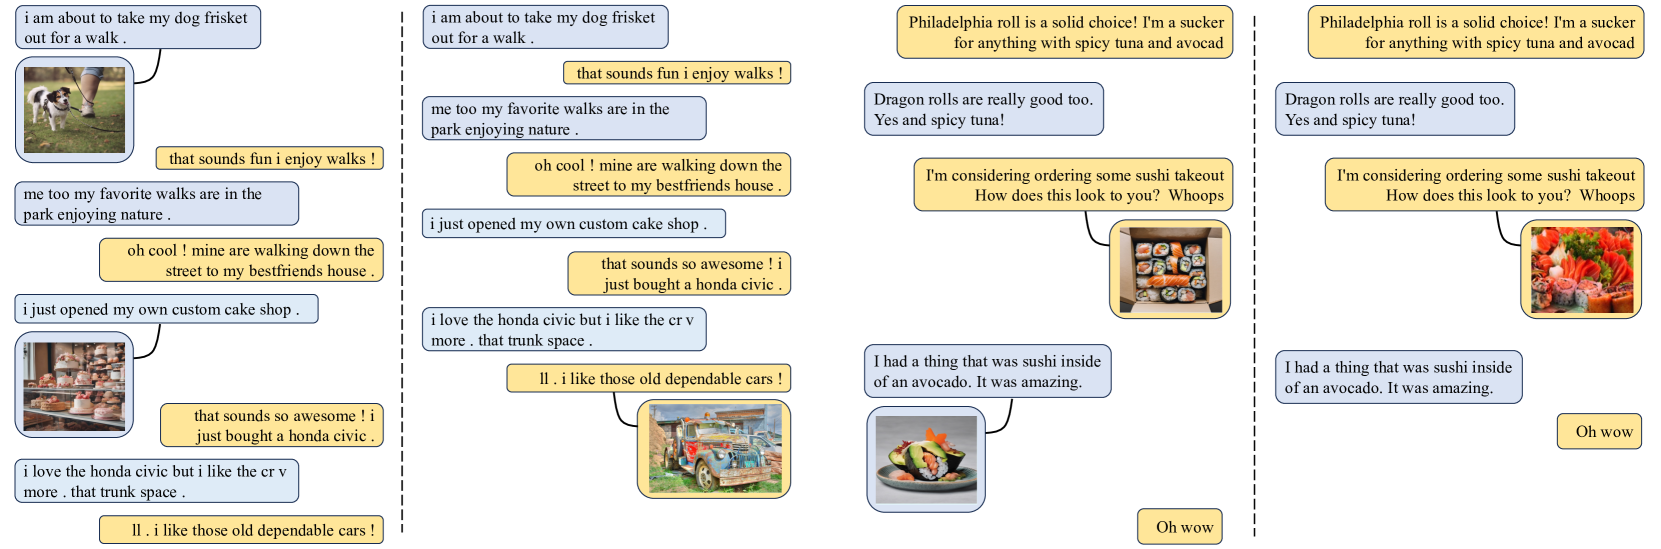 i am about to take my dog frisket
out for a walk .
that sounds fun i enjoy walks !
me too my favorite walks are in the
park enjoying nature .
oh cool ! mine are walking down the
street to my bestfriends house .
i just opened my own custom cake shop .
that sounds so awesome ! i
just bought a honda civic .
i love the honda civic but i like the cr v
more . that trunk space .
ll . i like those old dependable cars !
i am about to take my dog frisket
out for a walk .
that sounds fun i enjoy walks !
me too my favorite walks are in the
park enjoying nature .
oh cool ! mine are walking down the
street to my bestfriends house .
i just opened my own custom cake shop .
that sounds so awesome ! i
just bought a honda civic .
i love the honda civic but i like the cr v
more . that trunk space .
ll . i like those old dependable cars !
Philadelphia roll is a solid choice! I'm a sucker
for anything with spicy tuna and avocad
Dragon rolls are really good too.
Yes and spicy tuna!
I'm considering ordering some sushi takeout
How does this look to you? Whoops
I had a thing that was sushi inside
of an avocado. It was amazing.
Oh wow
Philadelphia roll is a solid choice! I'm a sucker
for anything with spicy tuna and avocad
Dragon rolls are really good too.
Yes and spicy tuna!
I'm considering ordering some sushi takeout
How does this look to you? Whoops
I had a thing that was sushi inside
of an avocado. It was amazing.
Oh wow